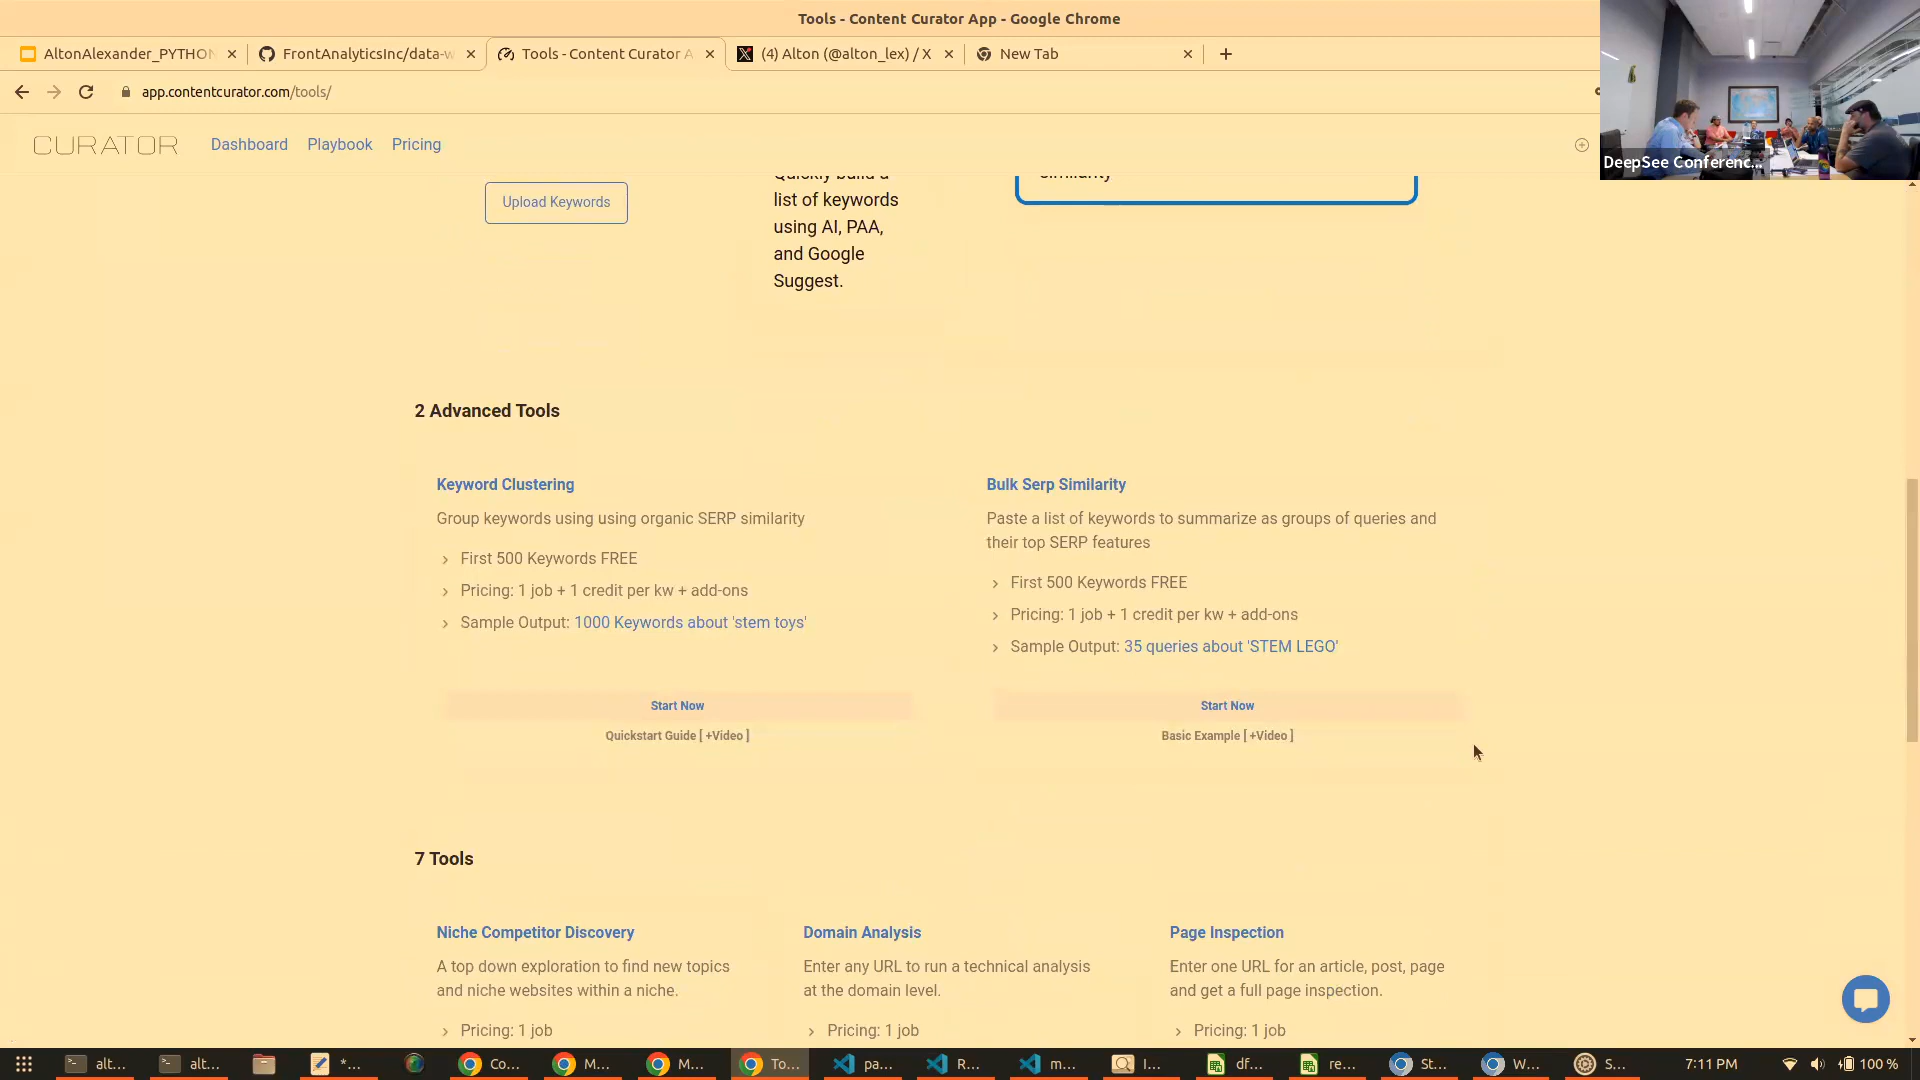 Tools - Content Curator App - Google Chrome
AltonAlexander_PYTHON
FrontAnalyticsInc/data-w
Tools - Content Curator A
(4) Alton (@alton_lex) / X
New Tab
app.contentcurator.com/tools/
CURATOR
Dashboard
Playbook
Pricing
DeepSee Conferenc...
Upload Keywords
Quickly build a
list of keywords
using AI, PAA,
and Google
Suggest.
similarity
2 Advanced Tools
Keyword Clustering
Group keywords using using organic SERP similarity
First 500 Keywords FREE
Pricing: 1 job + 1 credit per kw + add-ons
Sample Output: 1000 Keywords about 'stem toys'
Start Now
Quickstart Guide [ +Video ]
Bulk Serp Similarity
Paste a list of keywords to summarize as groups of queries and
their top SERP features
First 500 Keywords FREE
Pricing: 1 job + 1 credit per kw + add-ons
Sample Output: 35 queries about 'STEM LEGO'
Start Now
Basic Example [ +Video ]
7 Tools
Niche Competitor Discovery
A top down exploration to find new topics
and niche websites within a niche.
Pricing: 1 job
Domain Analysis
Enter any URL to run a technical analysis
at the domain level.
Pricing: 1 job
Page Inspection
Enter one URL for an article, post, page
and get a full page inspection.
Pricing: 1 job
alt...
alt...
*...
Co...
M...
M...
To...
pa...
R...
m...
I...
df...
re...
St...
W...
S...
7:11 PM
100 %